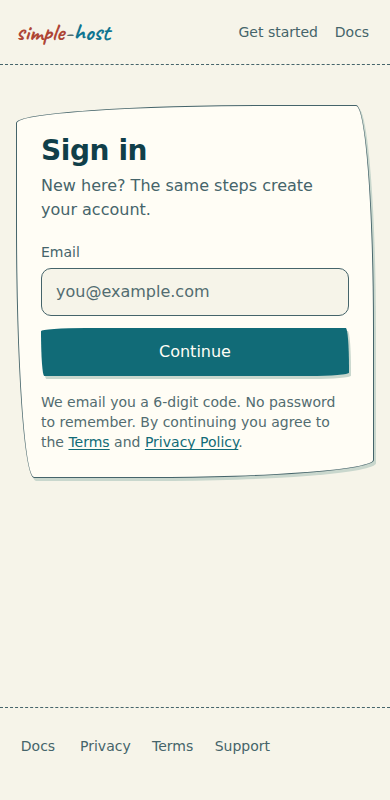 simple-host
Get started Docs
Sign in
New here? The same steps create
your account.
Email
you@example.com
Continue
We email you a 6-digit code. No password
to remember. By continuing you agree to
the Terms and Privacy Policy.
Docs Privacy Terms Support